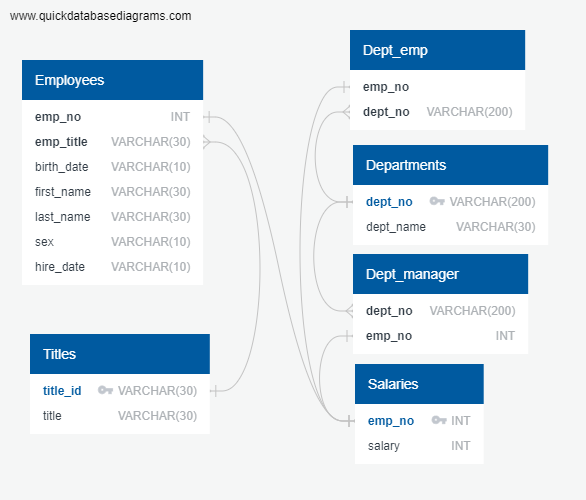 www.quickdatabasediagrams.com
Employees
emp_no INT
emp_title VARCHAR(30)
birth_date VARCHAR(10)
first_name VARCHAR(30)
last_name VARCHAR(30)
sex VARCHAR(10)
hire_date VARCHAR(10)
Titles
title_id VARCHAR(30)
title VARCHAR(30)
Dept_emp
emp_no
dept_no VARCHAR(200)
Departments
dept_no VARCHAR(200)
dept_name VARCHAR(30)
Dept_manager
dept_no VARCHAR(200)
emp_no INT
Salaries
emp_no INT
salary INT